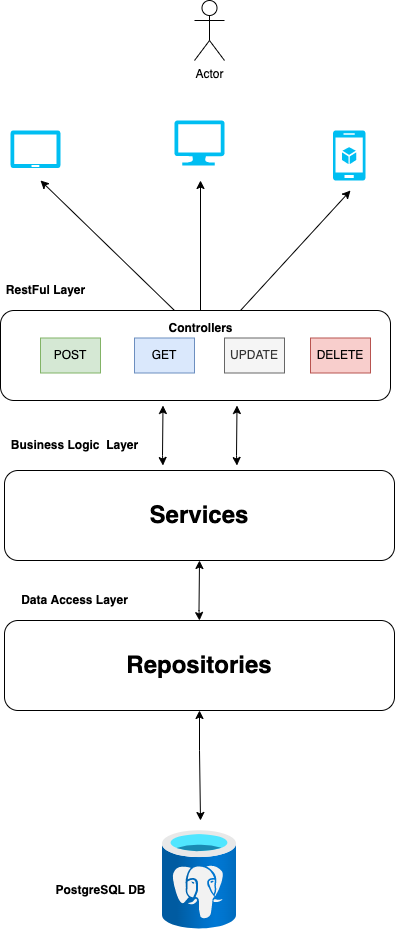 Actor
RestFul Layer
Controllers
POST
GET
UPDATE
DELETE
Business Logic  Layer
Services
Data Access Layer
Repositories
PostgreSQL DB